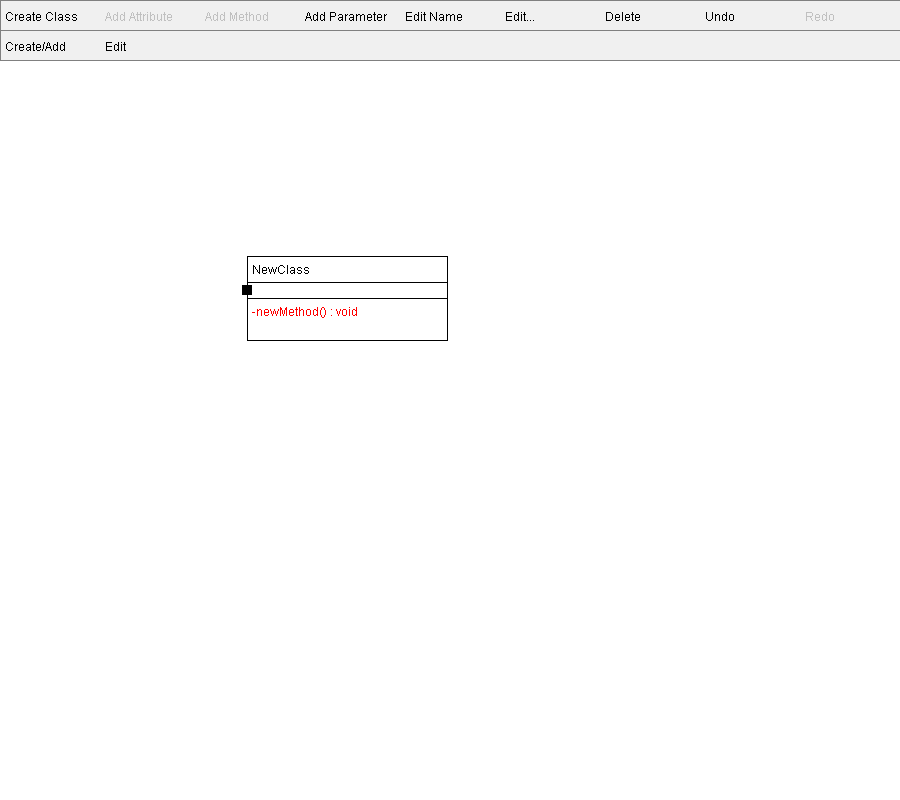 Create Class Add Attribute Add Method Add Parameter Edit Name Edit... Delete Undo Redo
Create/Add Edit
NewClass
-newMethod() : void